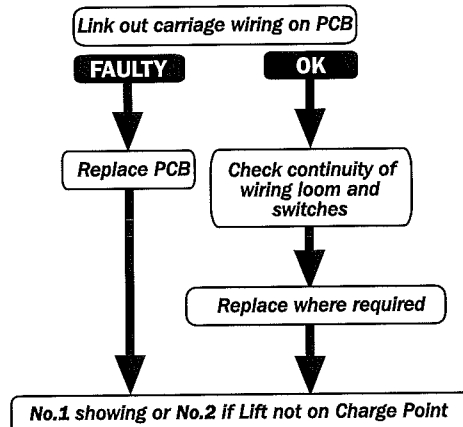 Link out carriage wiring on PCB
FAULTY
OK
Replace PCB
Check continuity of
wiring loom and
switches
Replace where required
No.1 showing or No.2 if Lift not on Charge Point